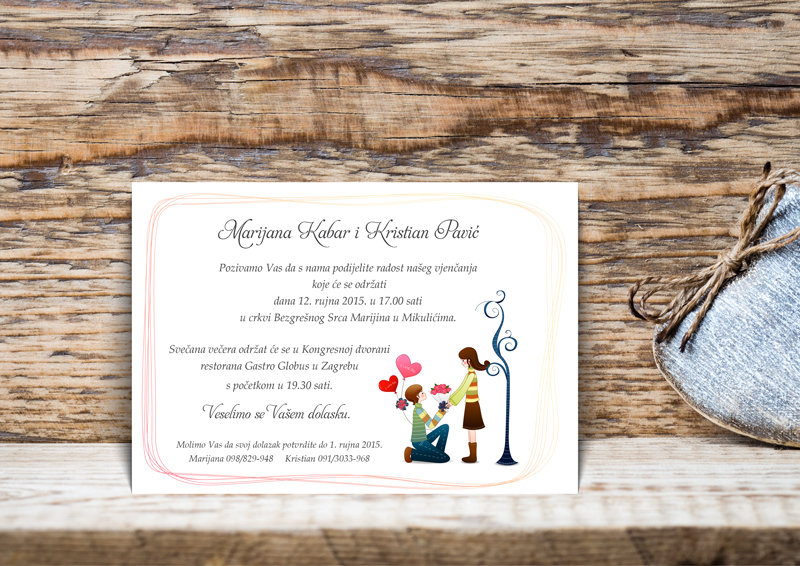 Marijana Kabar i Kristian Pavić
Pozivamo Vas da s nama podijelite radost našeg vjenčanja
koje će se održati
dana 12. rujna 2015. u 17.00 sati
u crkvi Bezgrešnog Srca Marijina u Mikulićima.
Svečana večera održat će se u Kongresnoj dvorani
restorana Gastro Globus u Zagrebu
s početkom u 19.30 sati.
Veselimo se Vašem dolasku.
Molimo Vas da svoj dolazak potvrdite do 1. rujna 2015.
Marijana 098/829-948 Kristian 091/3033-968